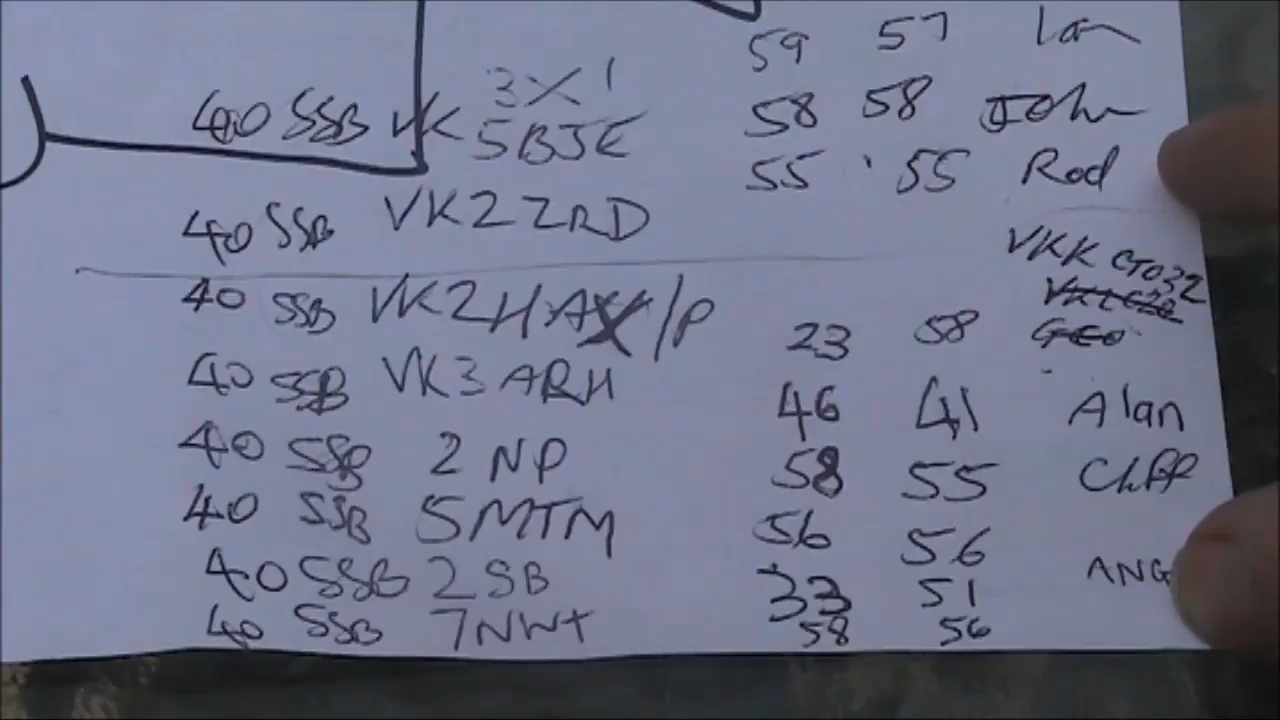 3X1 59 57 Ian
40 SSB VK 5BJE 58 58 John
40 SSB VK2ZRD 55 55 Rod
VKK CTO32
40 SSB VK2HAX/P 23 58
40 SSB VK3ARH 46 41 Alan
40 SSB 2NP 58 55 Cliff
40 SSB 5MTM 56 56
40 SSB 2SB 33 51 ANG
40 SSB 7NWT 58 56